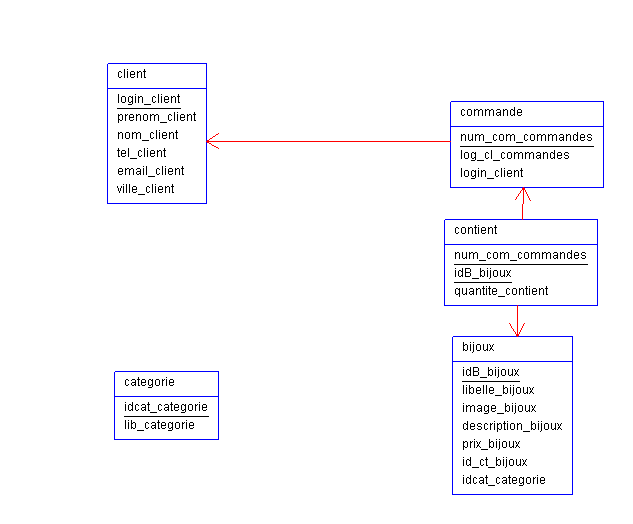 client
login_client
prenom_client
nom_client
tel_client
email_client
ville_client
commande
num_com_commandes
log_cl_commandes
login_client
contient
num_com_commandes
idB_bijoux
quantite_contient
bijoux
idB_bijoux
libelle_bijoux
image_bijoux
description_bijoux
prix_bijoux
id_ct_bijoux
idcat_categorie
categorie
idcat_categorie
lib_categorie